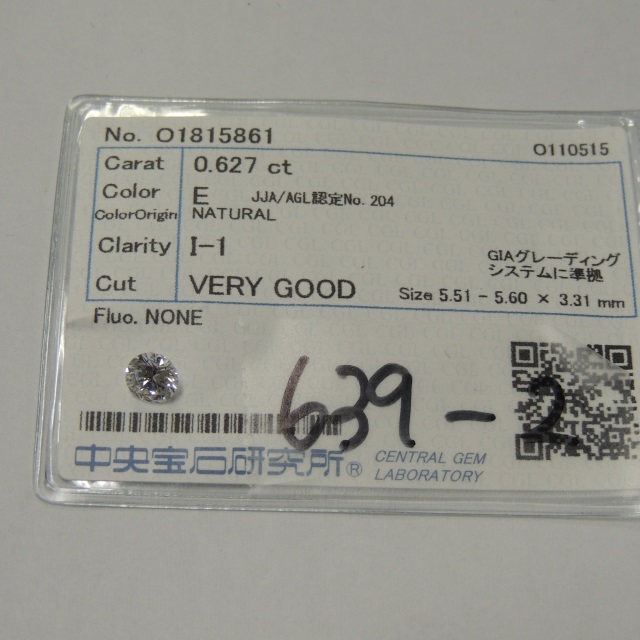 No. O1815861
O110515
Carat 0.627 ct
Color E JJA/AGL認定No. 204
ColorOrigin NATURAL
Clarity I-1
GIAグレーディング
システムに準拠
Cut VERY GOOD Size 5.51 - 5.60 × 3.31 mm
Fluo. NONE
639 - 2
中央宝石研究所® CENTRAL GEM
LABORATORY